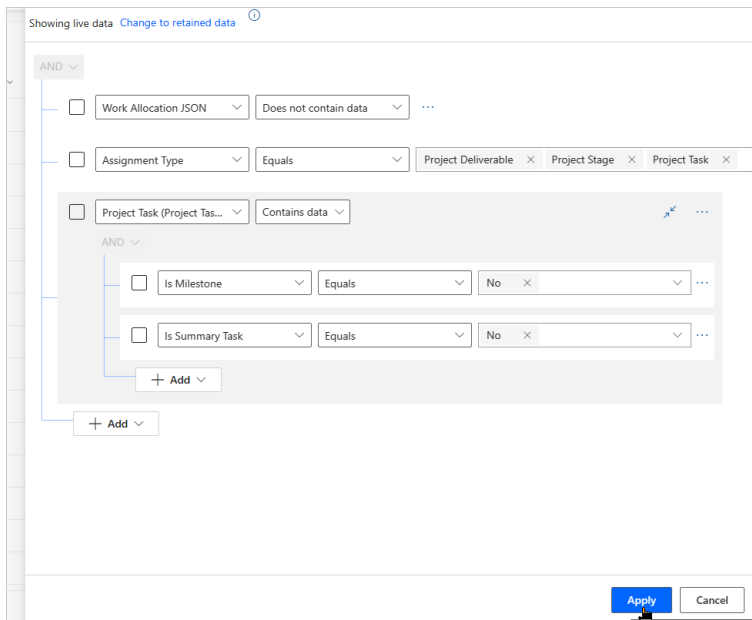 Showing live data Change to retained data
AND
Work Allocation JSON Does not contain data
Assignment Type Equals Project Deliverable Project Stage Project Task
Project Task (Project Tas... Contains data
AND
Is Milestone Equals No
Is Summary Task Equals No
Add
Add
Apply Cancel